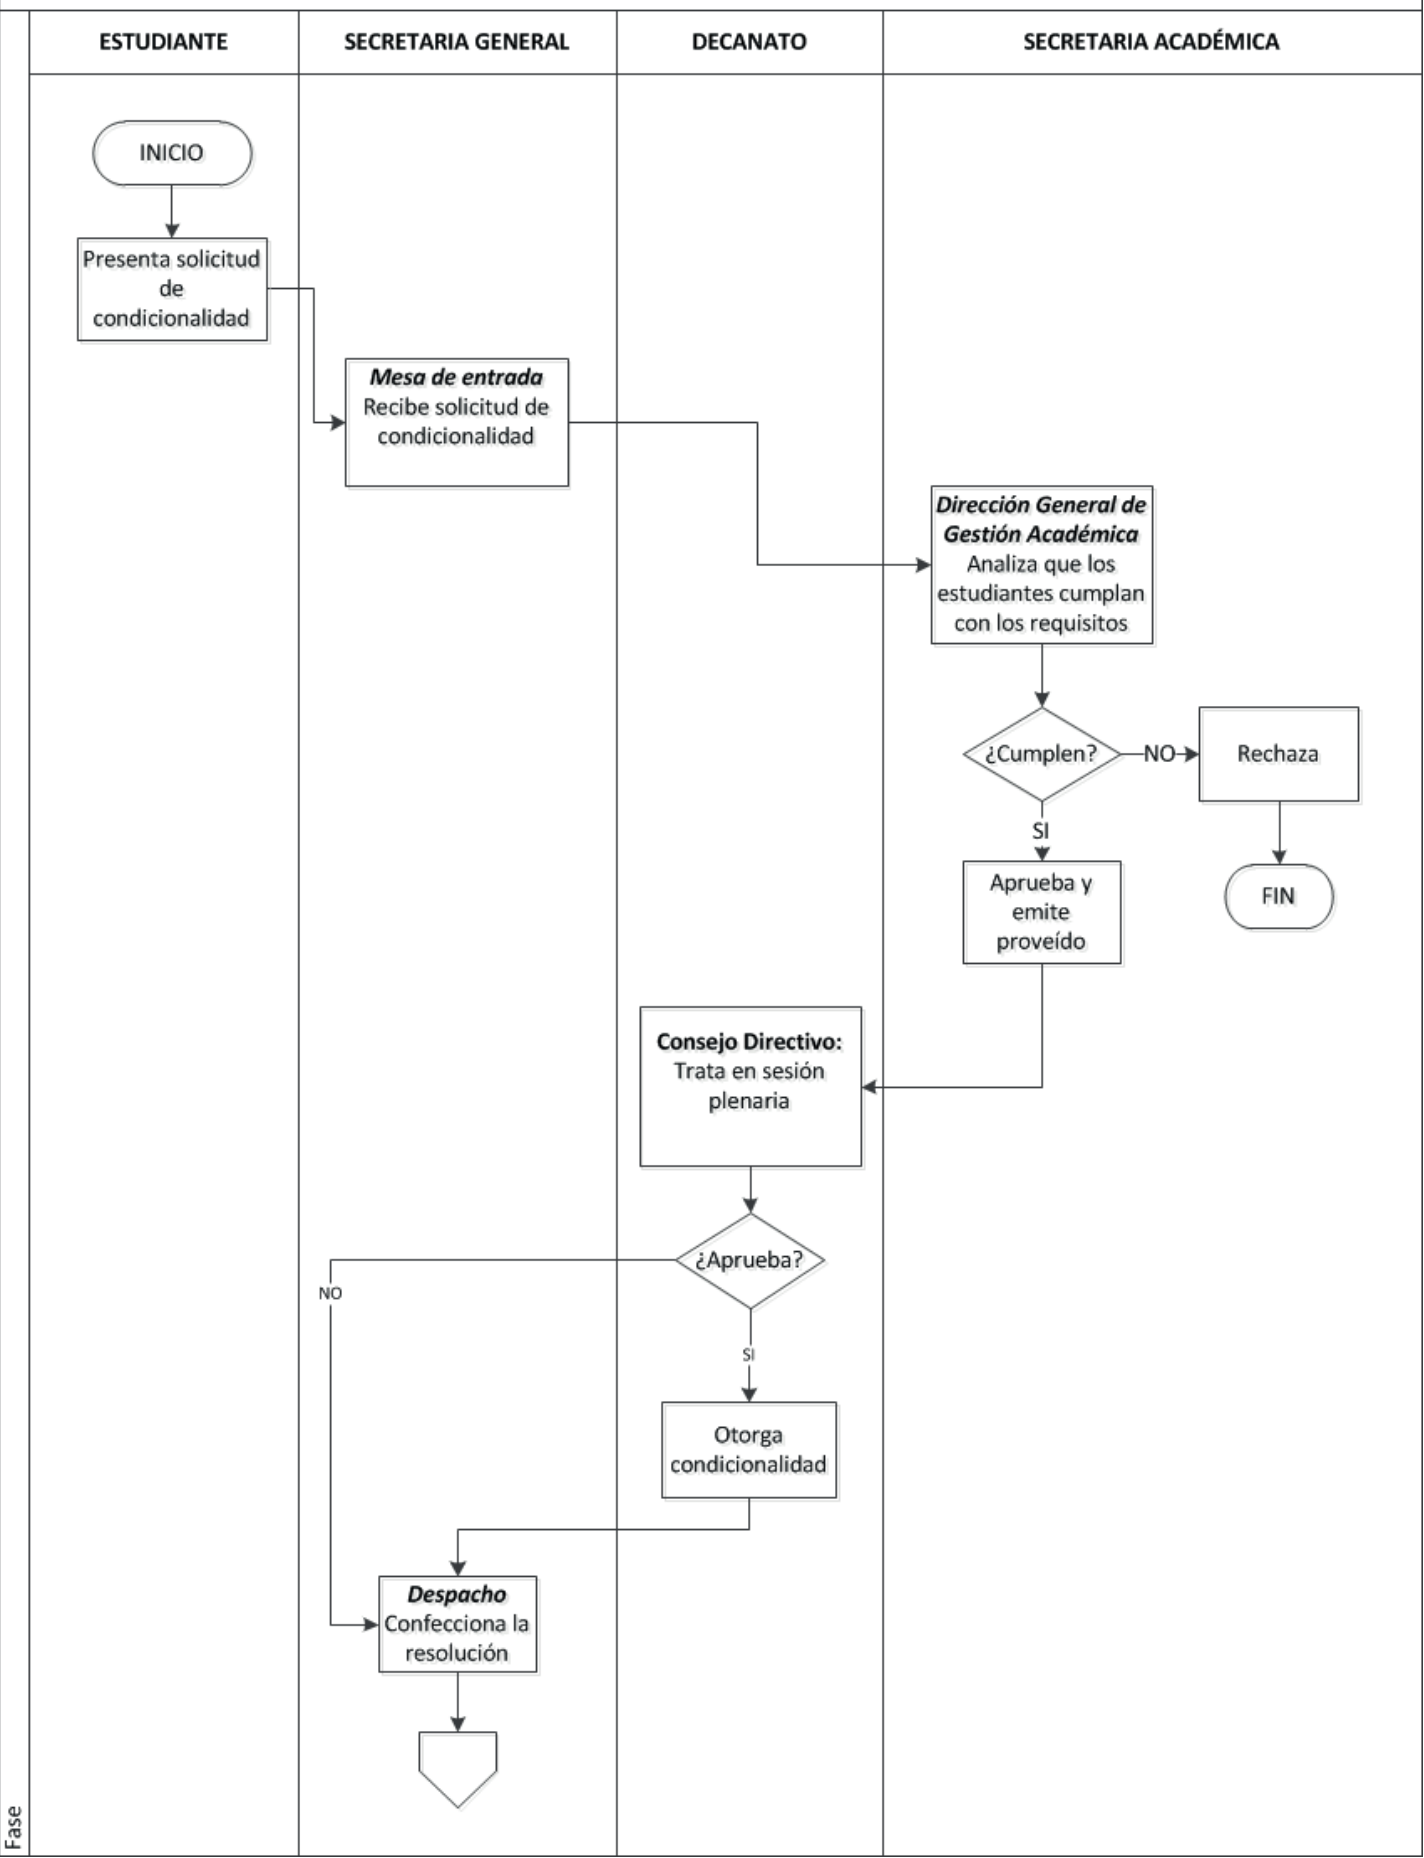 ESTUDIANTE
SECRETARIA GENERAL
DECANATO
SECRETARIA ACADÉMICA
INICIO
Presenta solicitud
de
condicionalidad
Mesa de entrada
Recibe solicitud de
condicionalidad
Dirección General de
Gestión Académica
Analiza que los
estudiantes cumplan
con los requisitos
¿Cumplen?
NO
Rechaza
SI
FIN
Aprueba y
emite
proveído
Consejo Directivo:
Trata en sesión
plenaria
¿Aprueba?
NO
SI
Otorga
condicionalidad
Despacho
Confecciona la
resolución
Fase